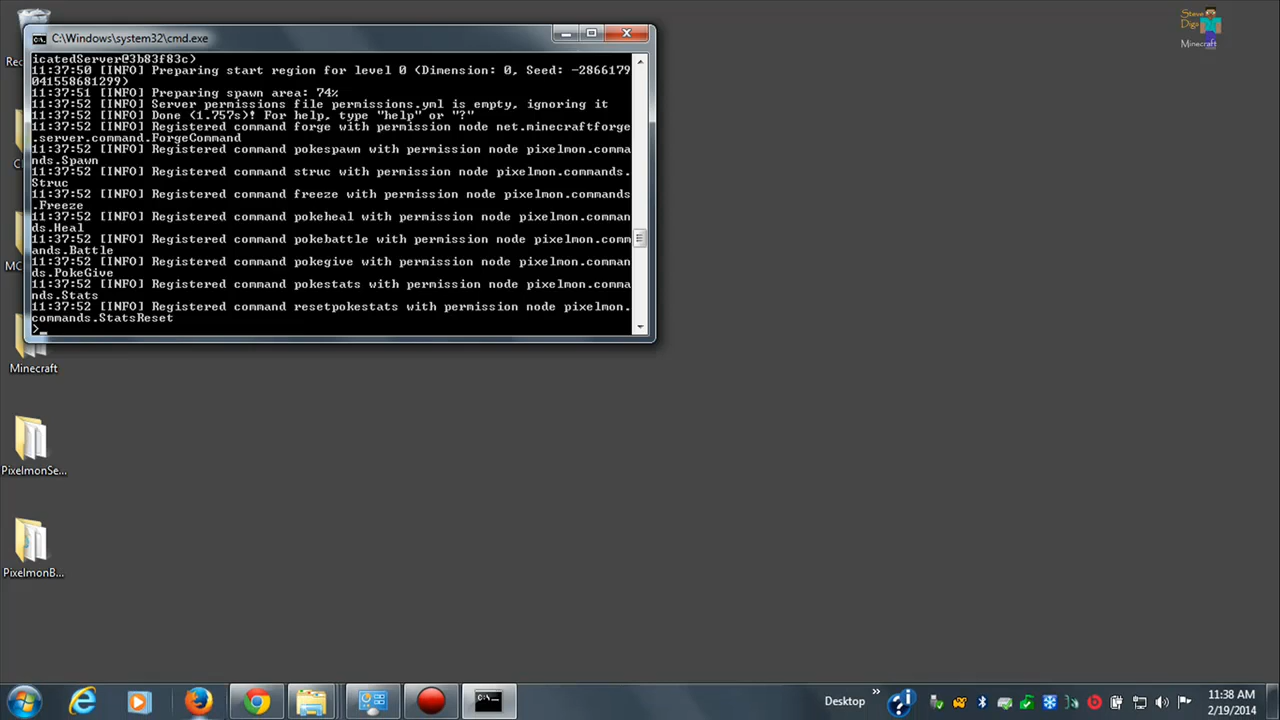 C:\Windows\system32\cmd.exe
icatedServer@3b83f83c>
11:37:50 [INFO] Preparing start region for level 0 (Dimension: 0, Seed: -2866179
041558681299>
11:37:51 [INFO] Preparing spawn area: 74%
11:37:52 [INFO] Server permissions file permissions.yml is empty, ignoring it
11:37:52 [INFO] Done (1.757s)! For help, type "help" or "?"
11:37:52 [INFO] Registered command forge with permission node net.minecraftforge
.server.command.ForgeCommand
11:37:52 [INFO] Registered command pokespawn with permission node pixelmon.comma
nds.Spawn
11:37:52 [INFO] Registered command struc with permission node pixelmon.commands.
Struc
11:37:52 [INFO] Registered command freeze with permission node pixelmon.commands
.Freeze
11:37:52 [INFO] Registered command pokeheal with permission node pixelmon.comman
ds.Heal
11:37:52 [INFO] Registered command pokebattle with permission node pixelmon.comm
ands.Battle
11:37:52 [INFO] Registered command pokegive with permission node pixelmon.comman
ds.PokeGive
11:37:52 [INFO] Registered command pokestats with permission node pixelmon.comma
nds.Stats
11:37:52 [INFO] Registered command resetpokestats with permission node pixelmon.
commands.StatsReset
>_
Rec
C
MC
Minecraft
PixelmonSe...
PixelmonB...
Steve
Digs
Minecraft
Desktop
»
11:38 AM
2/19/2014